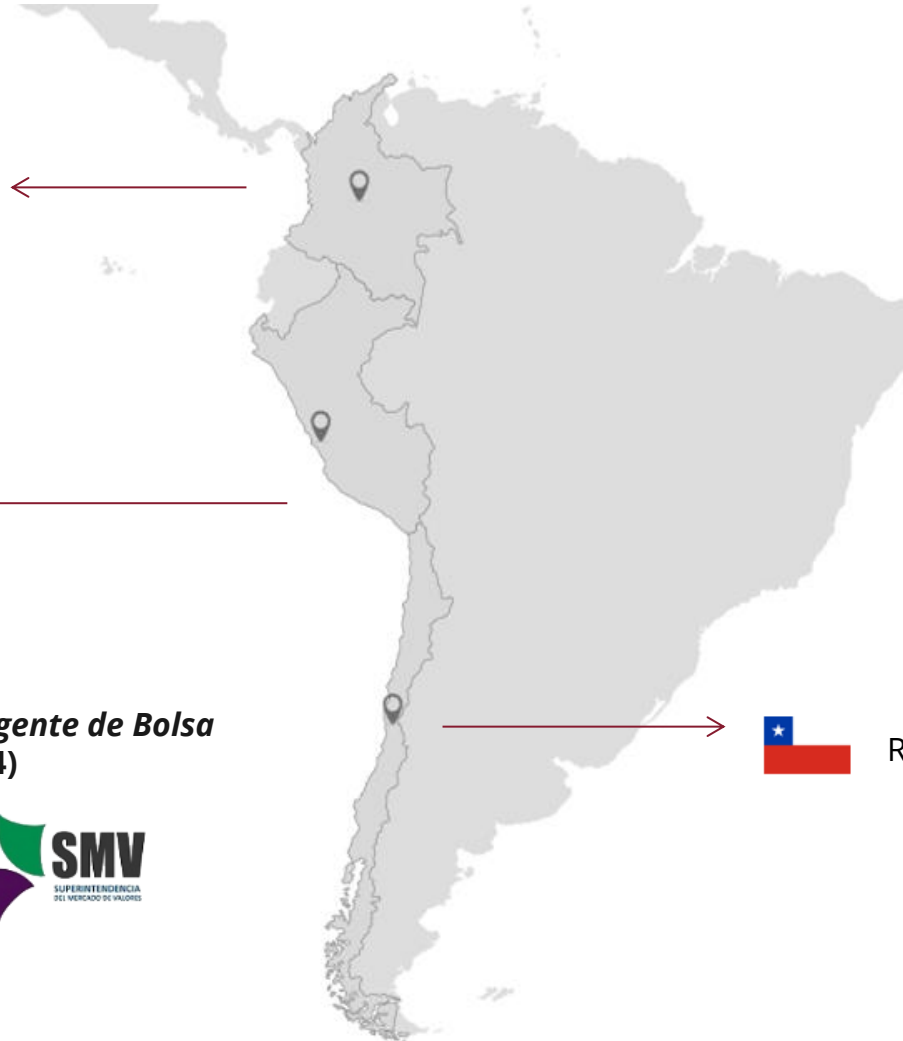 gente de Bolsa
4)
SMV
SUPERINTENDENCIA
DEL MERCADO DE VALORES
R